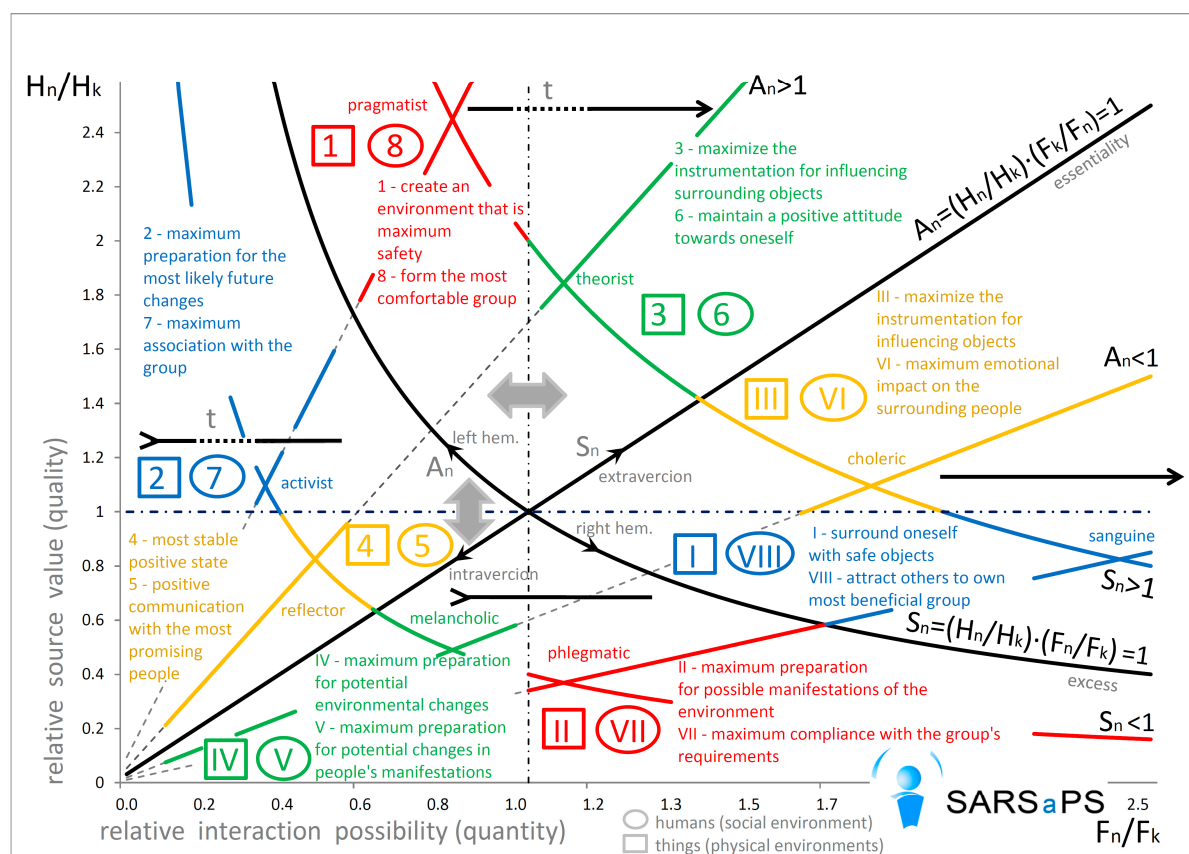 Hn/Hk
2.4
2.2
2
1.8
1.6
1.4
1.2
1
0.8
0.6
0.4
0.2
0
relative source value (quality)
pragmatist
1 8
t
An>1
3 - maximize the
instrumentation for influencing
surrounding objects
6 - maintain a positive attitude
towards oneself
An=(Hn/Hk)·(Fk/Fn)=1
essentiality
1 - create an
environment that is
maximum
safety
8 - form the most
comfortable group
2 - maximum
preparation for the
most likely future
changes
7 - maximum
association with the
group
theorist
3 6
III - maximize the
instrumentation for
influencing objects
VI - maximum emotional
impact on the
surrounding people
An<1
III VI
t
left hem.
An
Sn
extraversion
choleric
2 7
activist
right hem.
4 - most stable
positive state
5 - positive
communication
with the most
promising
people
4 5
intravercion
reflector
melancholic
I VIII
I - surround oneself
with safe objects
VIII - attract others to own
most beneficial group
sanguine
Sn>1
Sn=(Hn/Hk)·(Fn/Fk)=1
excess
phlegmatic
IV - maximum preparation
for potential
environmental changes
V - maximum preparation
for potential changes in
people's manifestations
IV V
II VII
II - maximum preparation
for possible manifestations of the
environment
VII - maximum compliance with the group's
requirements
Sn<1
SARSaPS
0.0 0.2 0.4 0.8 1.0 1.2 1.3 1.5 1.7 2.5
relative interaction possibility (quantity)
humans (social environment)
things (physical environments)
Fn/Fk